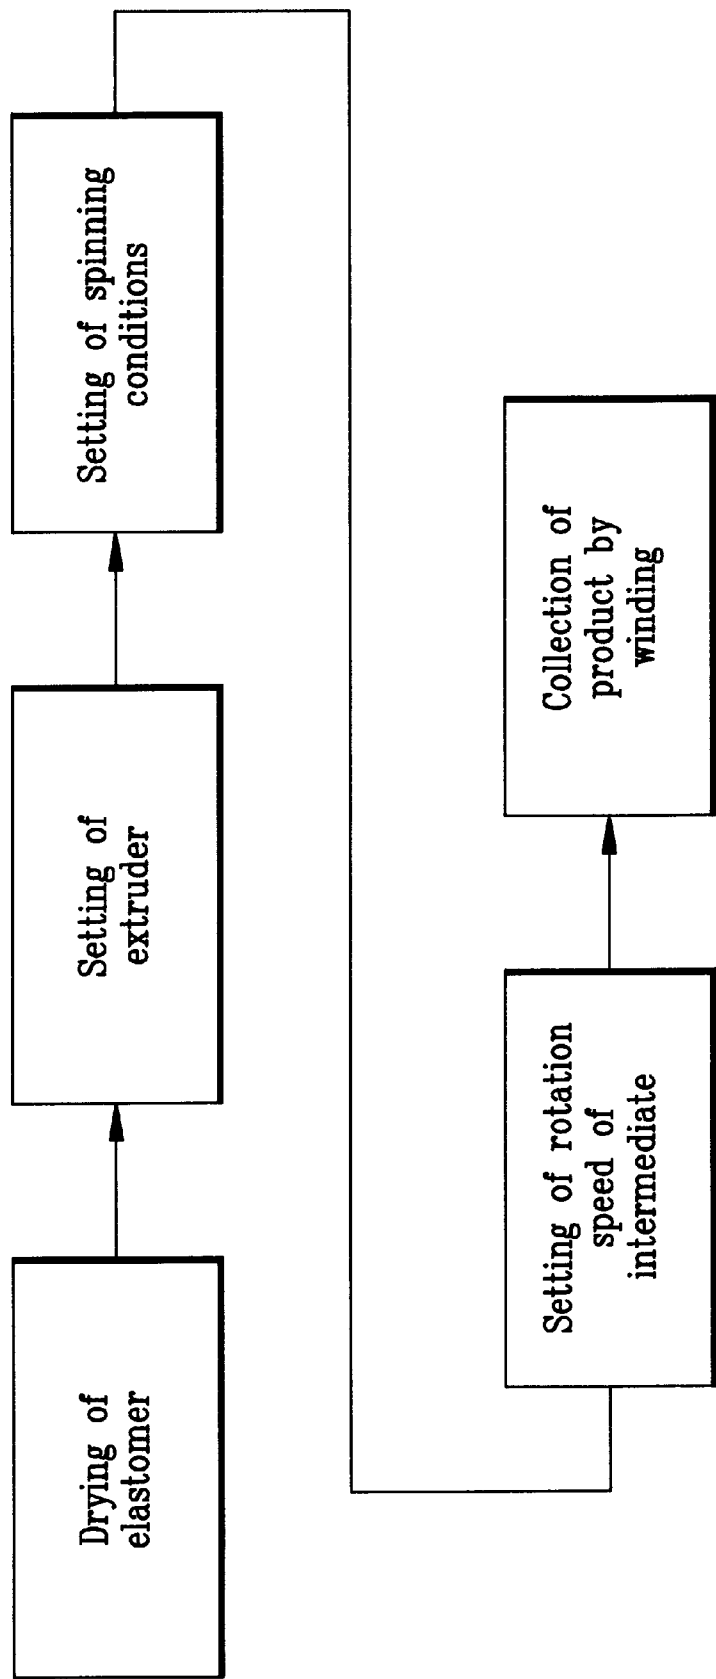 Drying of
elastomer
Setting of
extruder
Setting of spinning
conditions
Setting of rotation
speed of
intermediate
Collection of
product by
winding